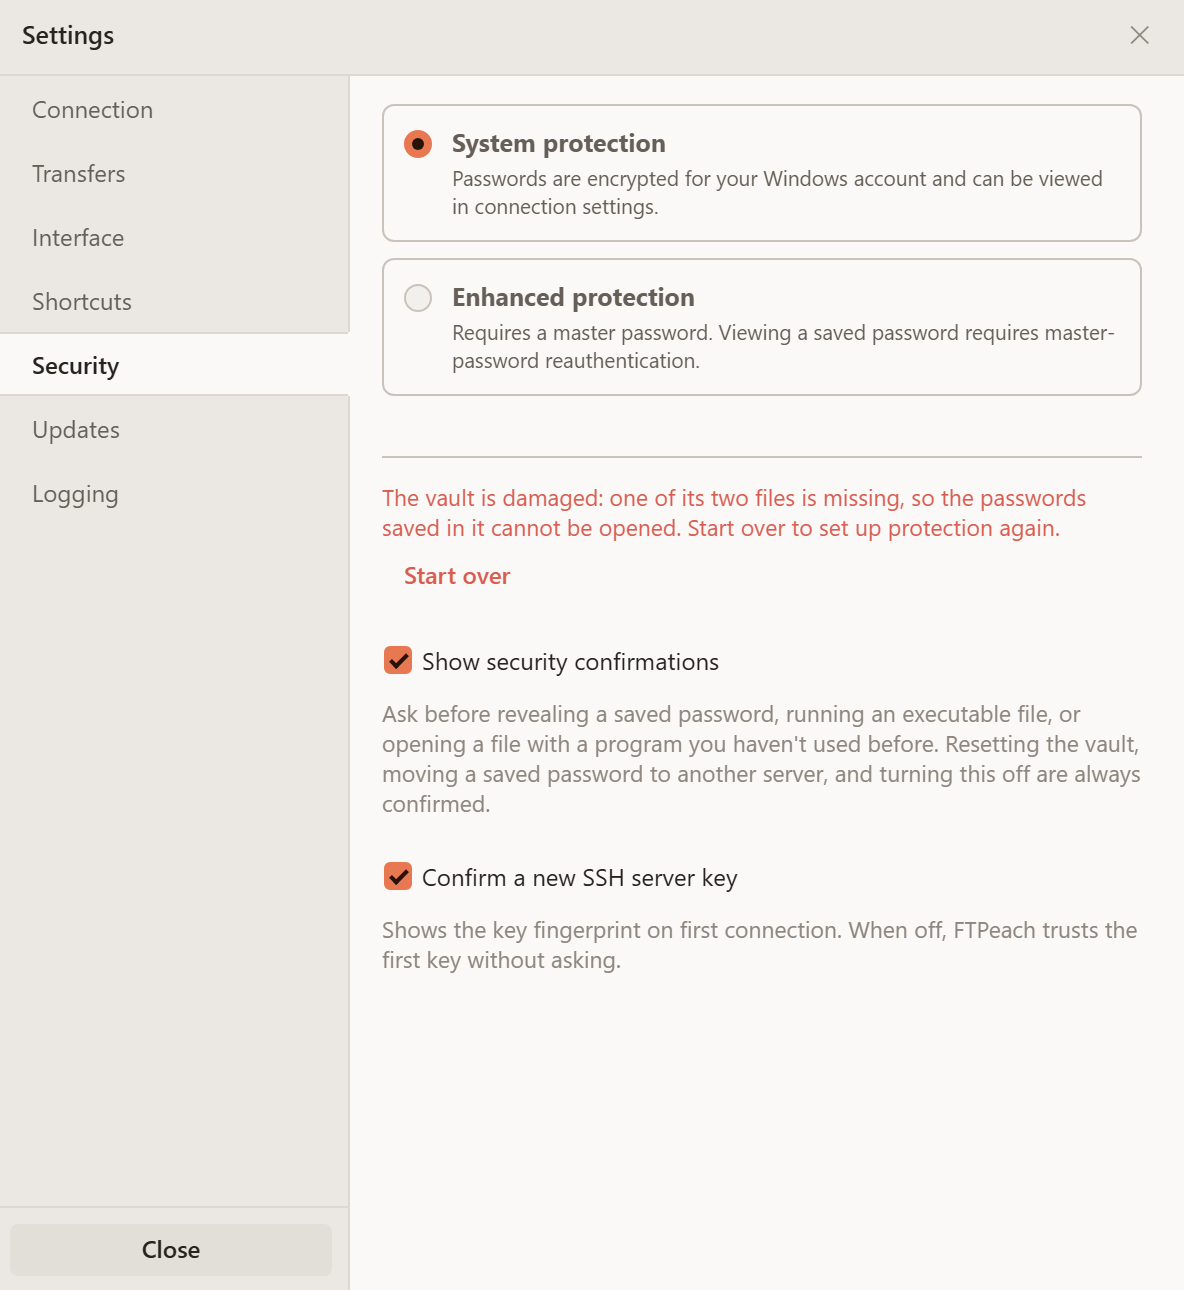 Settings
Connection
Transfers
Interface
Shortcuts
Security
Updates
Logging
Close
System protection
Passwords are encrypted for your Windows account and can be viewed
in connection settings.
Enhanced protection
Requires a master password. Viewing a saved password requires master-
password reauthentication.
The vault is damaged: one of its two files is missing, so the passwords
saved in it cannot be opened. Start over to set up protection again.
Start over
Show security confirmations
Ask before revealing a saved password, running an executable file, or
opening a file with a program you haven't used before. Resetting the vault,
moving a saved password to another server, and turning this off are always
confirmed.
Confirm a new SSH server key
Shows the key fingerprint on first connection. When off, FTPeach trusts the
first key without asking.